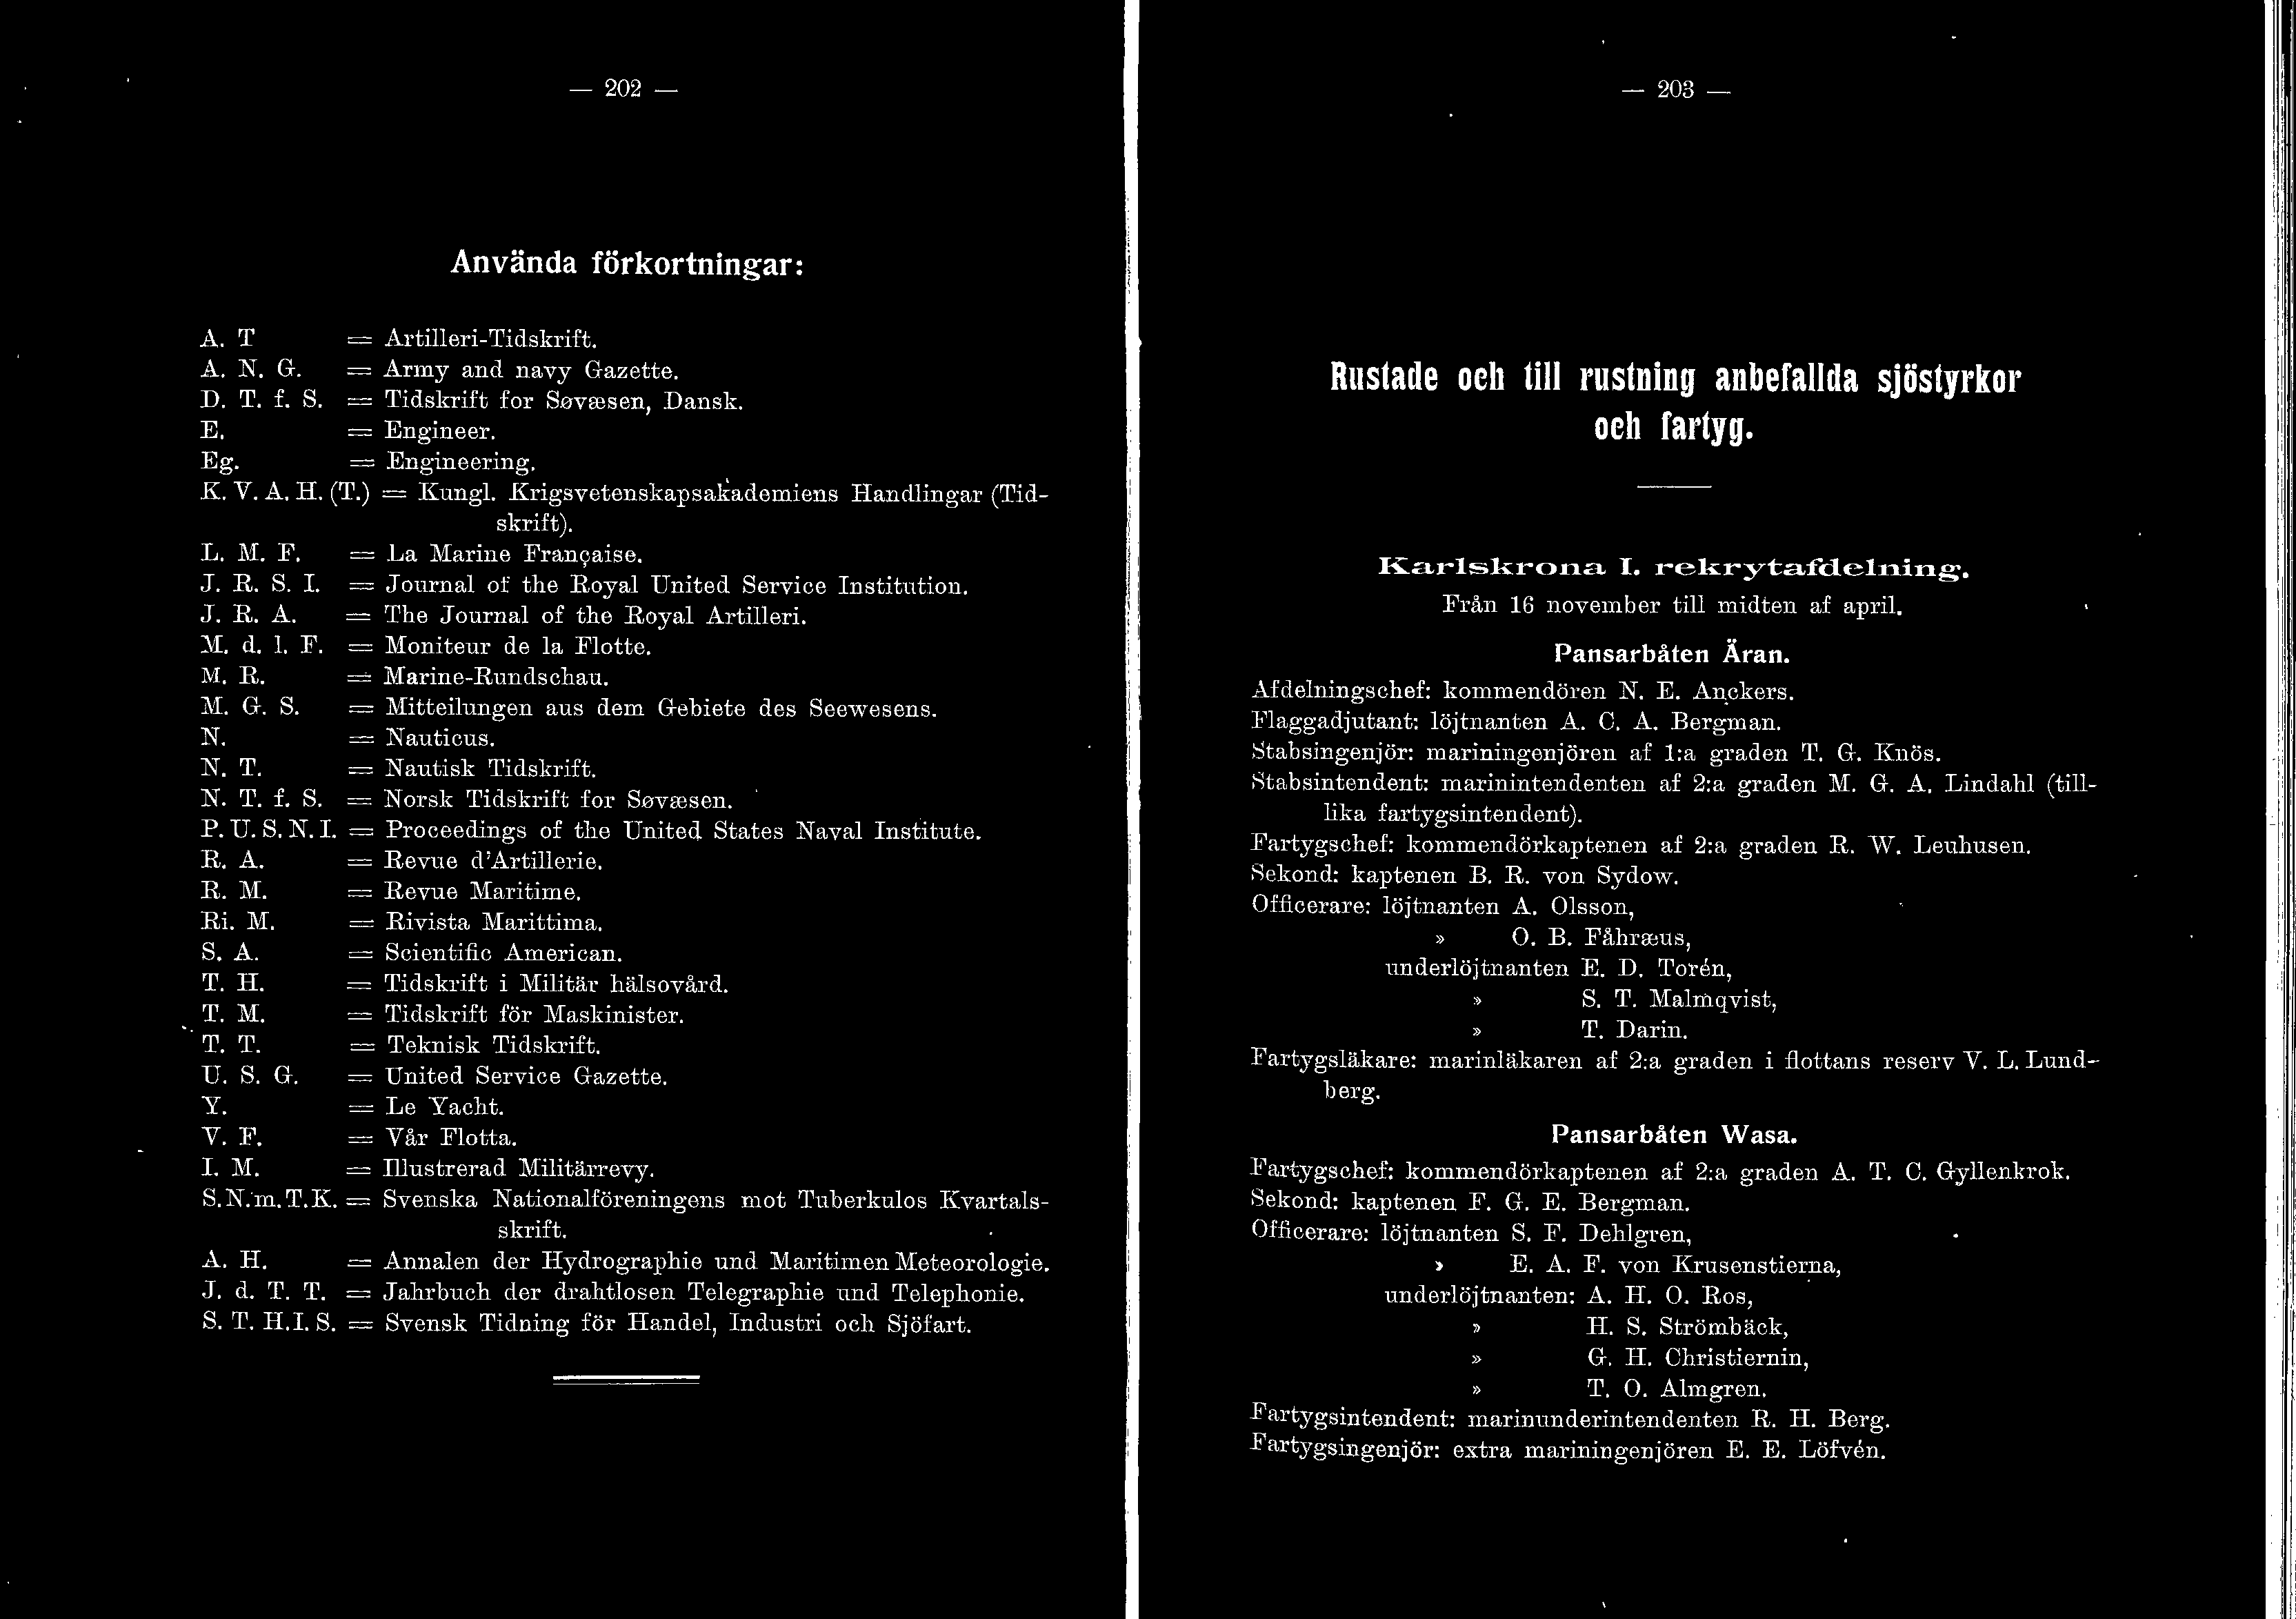 — 202 —
Använda förkortningar:
A. T = Artilleri-Tidskrift.
A. N. G. = Army and navy Gazette.
D. T. f. S. = Tidskrift for Søvæsen, Dansk.
E. = Engineer.
Eg. = Engineering.
K. V. A. H. (T.) = Kungl. Krigsvetenskapsakademiens Handlingar (Tid-
skrift).
L. M. F. = La Marine Française.
J. R. S. I. = Journal of the Royal United Service Institution.
J. R. A. = The Journal of the Royal Artilleri.
M. d. l. F. = Moniteur de la Flotte.
M. R. = Marine-Rundschau.
M. G. S. = Mitteilungen aus dem Gebiete des Seewesens.
N. = Nauticus.
N. T. = Nautisk Tidskrift.
N. T. f. S. = Norsk Tidskrift for Søvæsen.
P. U. S. N. I. = Proceedings of the United States Naval Institute.
R. A. = Revue d'Artillerie.
R. M. = Revue Maritime.
Ri. M. = Rivista Marittima.
S. A. = Scientific American.
T. H. = Tidskrift i Militär hälsovård.
T. M. = Tidskrift för Maskinister.
T. T. = Teknisk Tidskrift.
U. S. G. = United Service Gazette.
Y. = Le Yacht.
V. F. = Vår Flotta.
I. M. = Illustrerad Militärrevy.
S. N. m. T. K. = Svenska Nationalföreningens mot Tuberkulos Kvartals-
skrift.
A. H. = Annalen der Hydrographie und Maritimen Meteorologie.
J. d. T. T. = Jahrbuch der drahtlosen Telegraphie und Telephonie.
S. T. H. I. S. = Svensk Tidning för Handel, Industri och Sjöfart.
— 203 —
Rustade och till rustning anbefallda sjöstyrkor
och fartyg.
Karlskrona I. rekrytafdelning.
Från 16 november till midten af april.
Pansarbåten Äran.
Afdelningschef: kommendören N. E. Anckers.
Flaggadjutant: löjtnanten A. C. A. Bergman.
Stabsingenjör: mariningenjören af 1:a graden T. G. Knös.
Stabsintendent: marinintendenten af 2:a graden M. G. A. Lindahl (till-
lika fartygsintendent).
Fartygschef: kommendörkaptenen af 2:a graden R. W. Leuhusen.
Sekond: kaptenen B. R. von Sydow.
Officerare: löjtnanten A. Olsson,
» O. B. Fåhræus,
underlöjtnanten E. D. Torén,
» S. T. Malmqvist,
» T. Darin.
Fartygsläkare: marinläkaren af 2:a graden i flottans reserv V. L. Lund-
berg.
Pansarbåten Wasa.
Fartygschef: kommendörkaptenen af 2:a graden A. T. C. Gyllenkrok.
Sekond: kaptenen F. G. E. Bergman.
Officerare: löjtnanten S. F. Dehlgren,
» E. A. F. von Krusenstierna,
underlöjtnanten: A. H. O. Ros,
» H. S. Strömbäck,
» G. H. Christiernin,
» T. O. Almgren.
Fartygsintendent: marinunderintendenten R. H. Berg.
Fartygsingenjör: extra mariningenjören E. E. Löfvén.